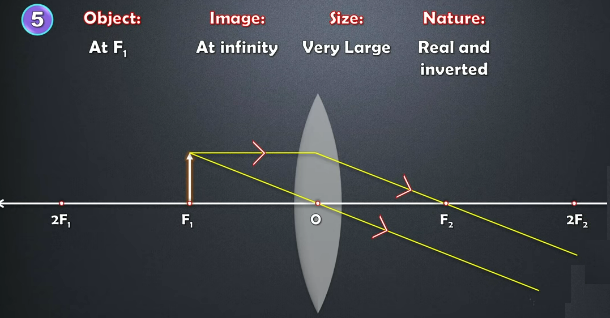 5 Object: Image: Size: Nature:
At F₁ At infinity Very Large Real and
inverted
2F₁ F₁ O F₂ 2F₂